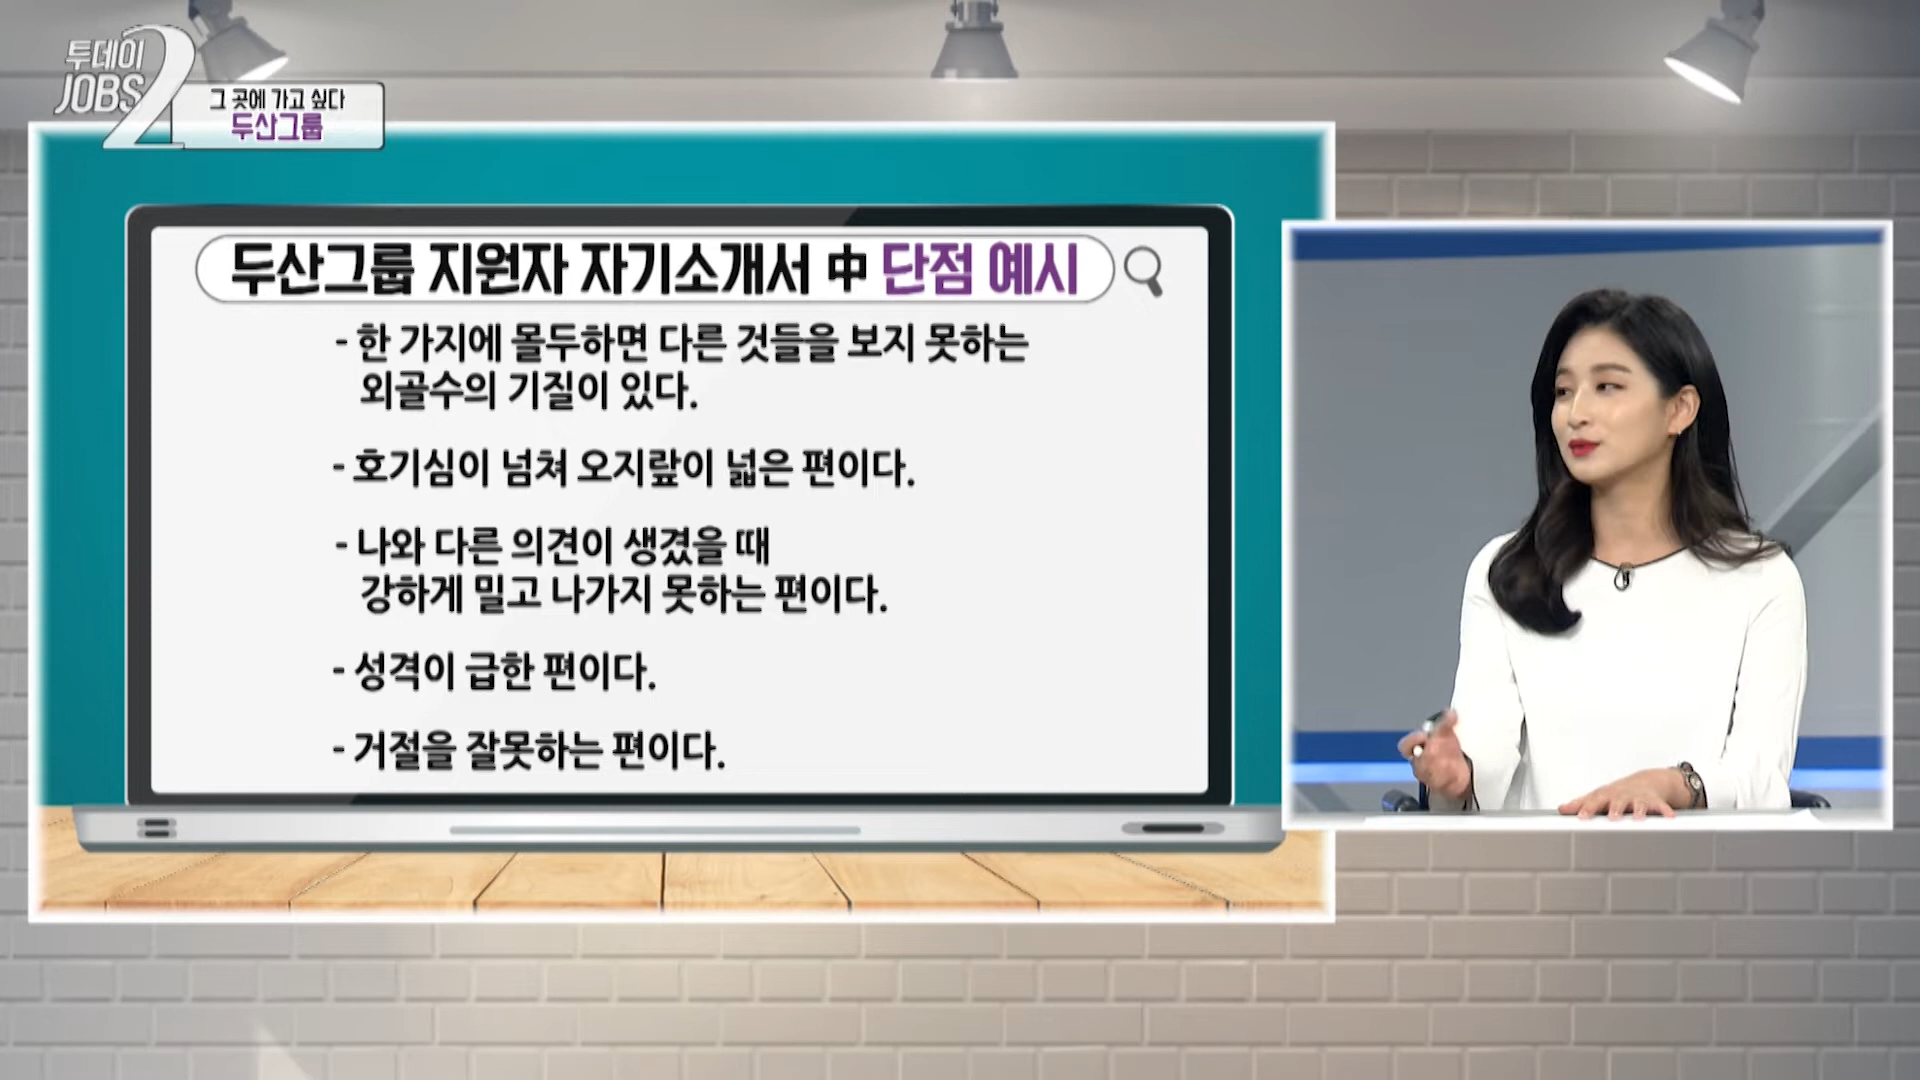 투데이
JOBS 2
그 곳에 가고 싶다
두산그룹
두산그룹 지원자 자기소개서 中 단점 예시
- 한 가지에 몰두하면 다른 것들을 보지 못하는
외골수의 기질이 있다.
- 호기심이 넘쳐 오지랖이 넓은 편이다.
- 나와 다른 의견이 생겼을 때
강하게 밀고 나가지 못하는 편이다.
- 성격이 급한 편이다.
- 거절을 잘못하는 편이다.